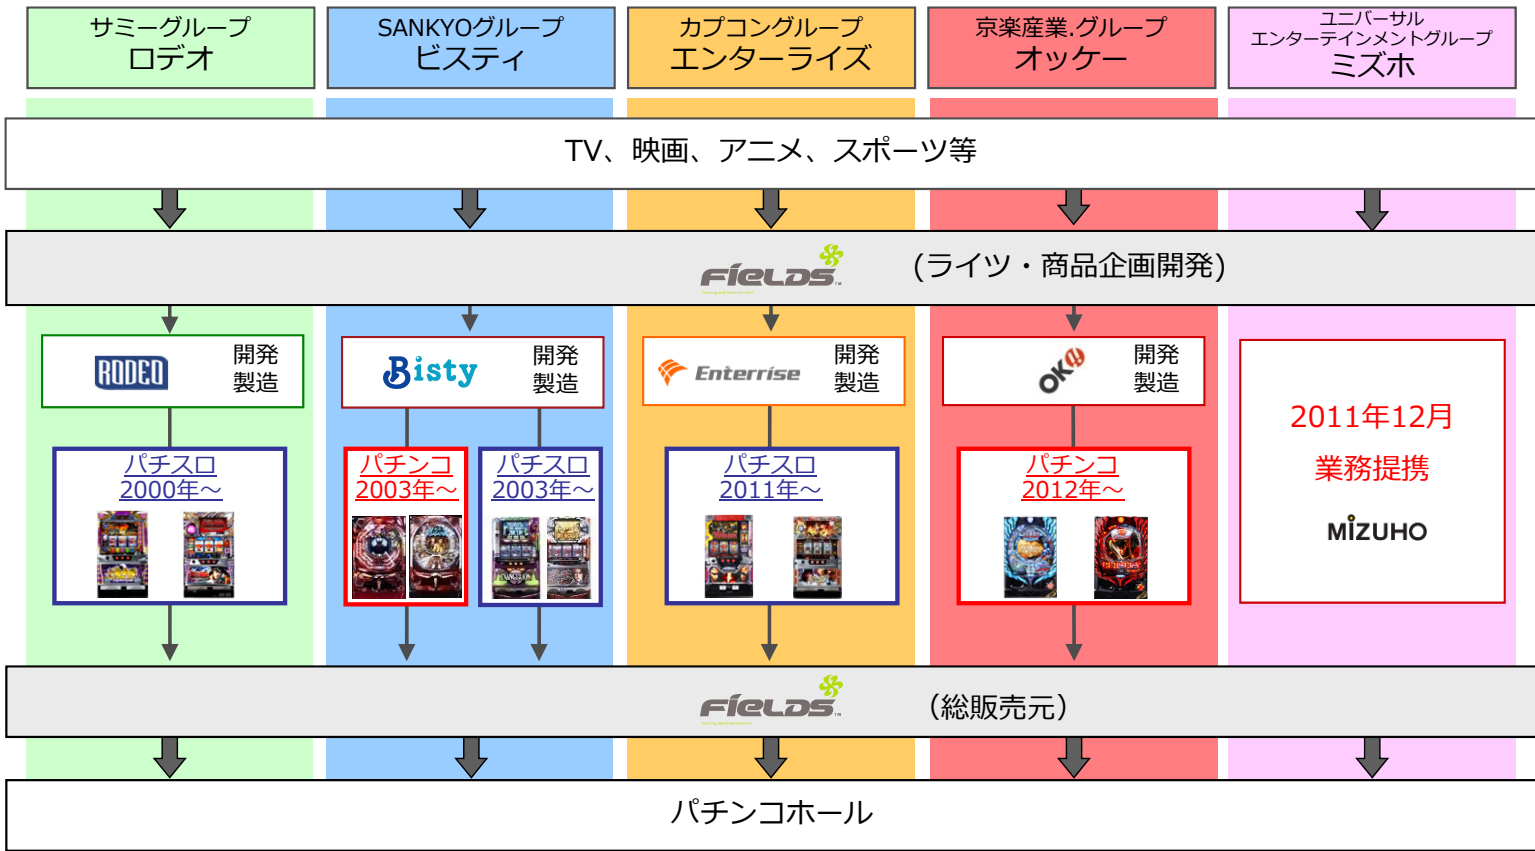 サミーグループ
ロデオ
SANKYOグループ
ビスティ
カプコングループ
エンターライズ
京楽産業.グループ
オッケー
ユニバーサル
エンターテインメントグループ
ミズホ
TV、映画、アニメ、スポーツ等
FIELDS™
(ライツ・商品企画開発)
RODEO
開発
製造
Bisty
開発
製造
Enterrise
開発
製造
OK!!
開発
製造
パチスロ
2000年～
パチンコ
2003年～
パチスロ
2003年～
パチスロ
2011年～
パチンコ
2012年～
2011年12月
業務提携
MIZUHO
FIELDS™
（総販売元）
パチンコホール